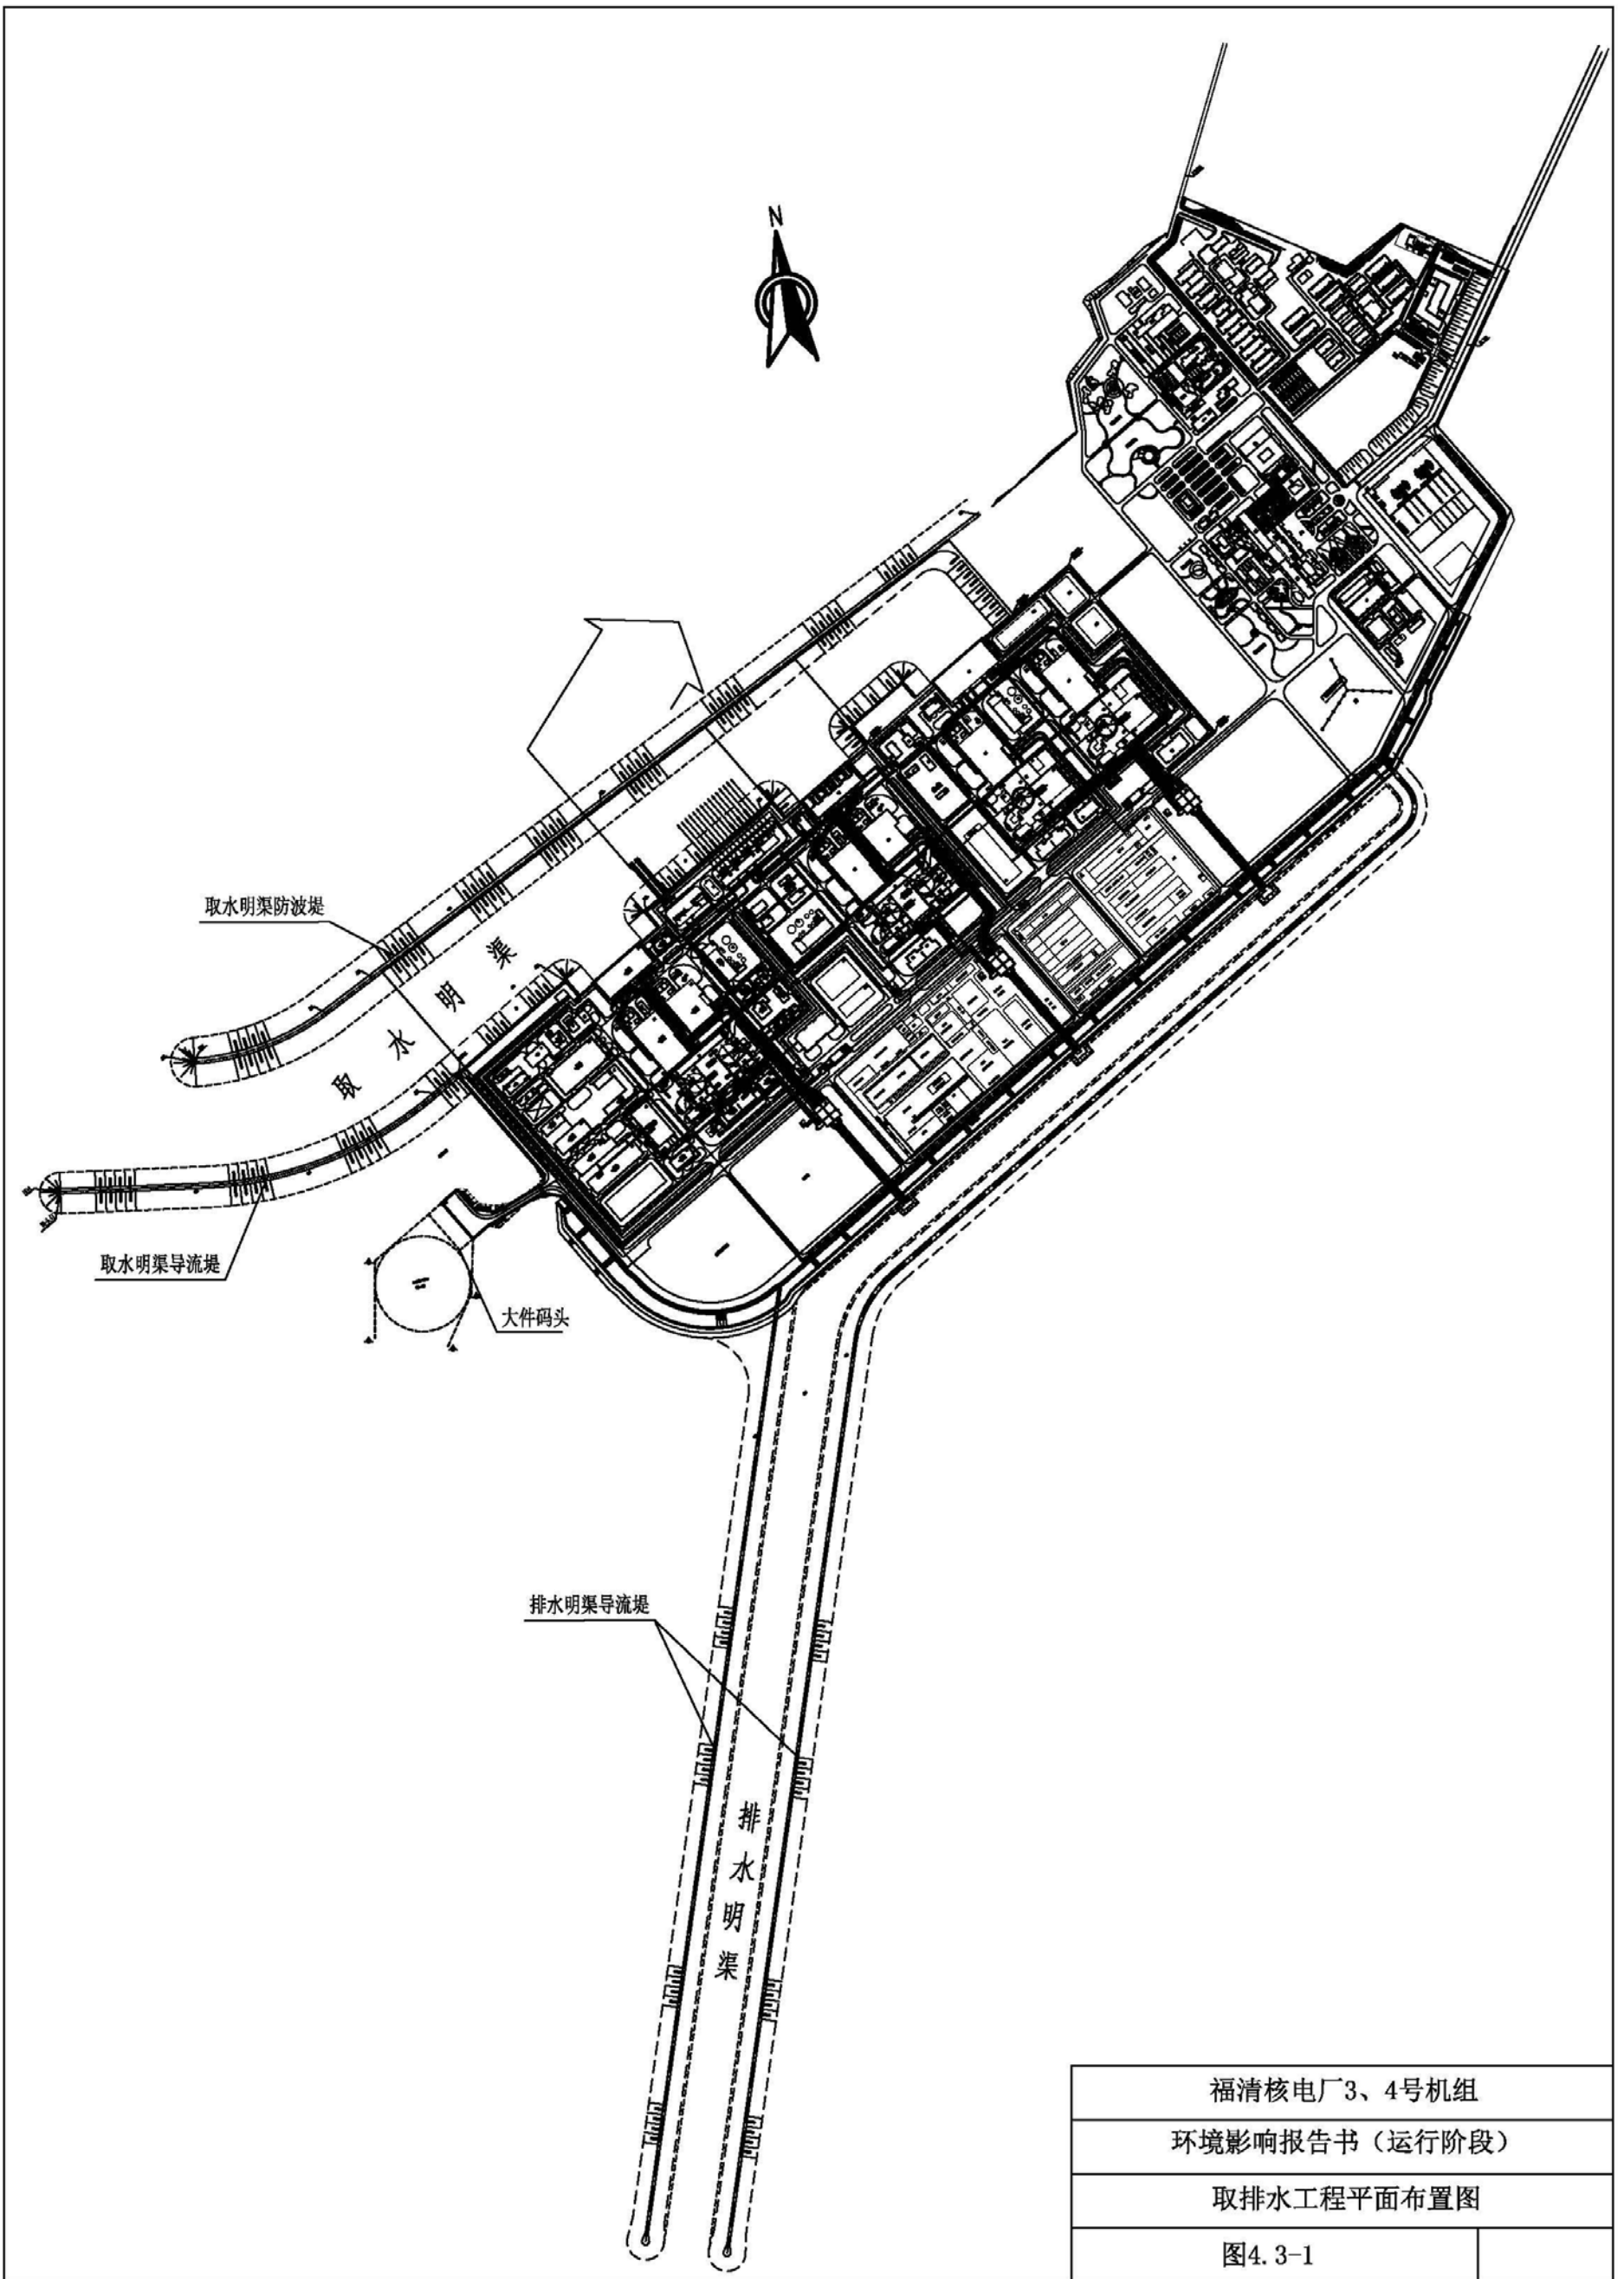 N
取水明渠防波堤
取水明渠
取水明渠导流堤
大件码头
排水明渠导流堤
排水明渠
福清核电厂3、4号机组
环境影响报告书（运行阶段）
取排水工程平面布置图
图4.3-1